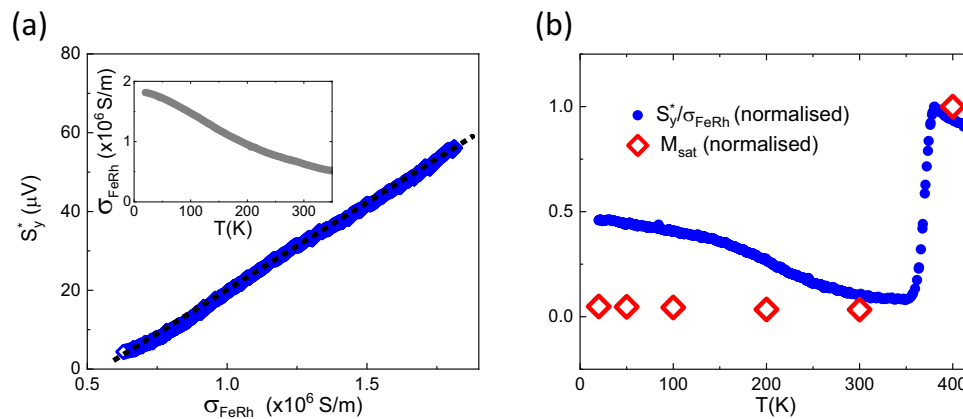 (a)
80
60
40
20
0
S*y (μV)
0.5
1.0
1.5
σFeRh (x10⁶ S/m)
2
1
0
σFeRh (x10⁶ S/m)
0
100
200
300
T(K)
(b)
1.0
0.5
0.0
S*y/σFeRh (normalised)
Msat (normalised)
0
100
200
300
400
T(K)